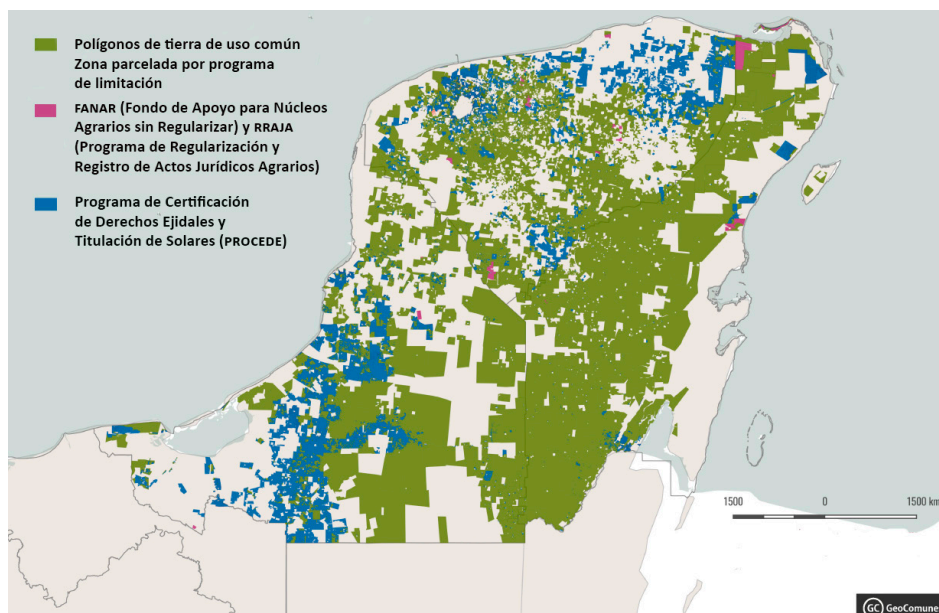 Polígonos de tierra de uso común
Zona parcelada por programa
de limitación
FANAR (Fondo de Apoyo para Núcleos
Agrarios sin Regularizar) y RRAJA
(Programa de Regularización y
Registro de Actos Jurídicos Agrarios)
Programa de Certificación
de Derechos Ejidales y
Titulación de Solares (PROCEDE)
1500 0 1500 km
GC GeoComunes